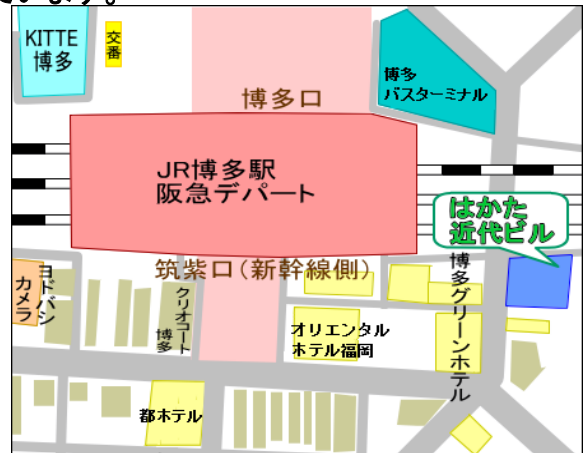 ています。
KITTE
博多
交番
博多
バスターミナル
博多口
JR博多駅
阪急デパート
はかた
近代ビル
筑紫口(新幹線側)
ヨドバシ
カメラ
クリオコート
博多
オリエンタル
ホテル福岡
博多グリーンホテル
都ホテル